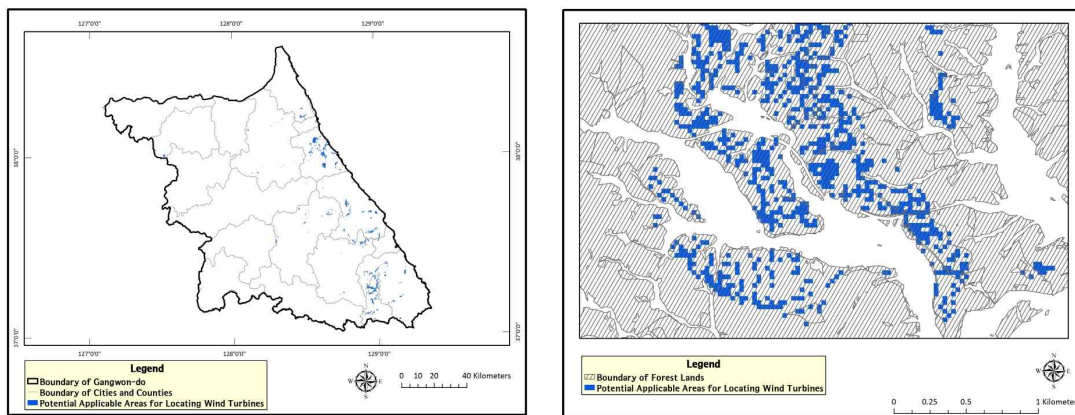 127°0'0" 128°0'0" 129°0'0"
38°0'0" 38°0'0"
37°0'0" 37°0'0"
127°0'0" 128°0'0" 129°0'0"
Legend
Boundary of Gangwon-do
Boundary of Cities and Counties
Potential Applicable Areas for Locating Wind Turbines
N
W E
S
0 10 20 40 Kilometers
Legend
Boundary of Forest Lands
Potential Applicable Areas for Locating Wind Turbines
N
W E
S
0 0.25 0.5 1 Kilometers